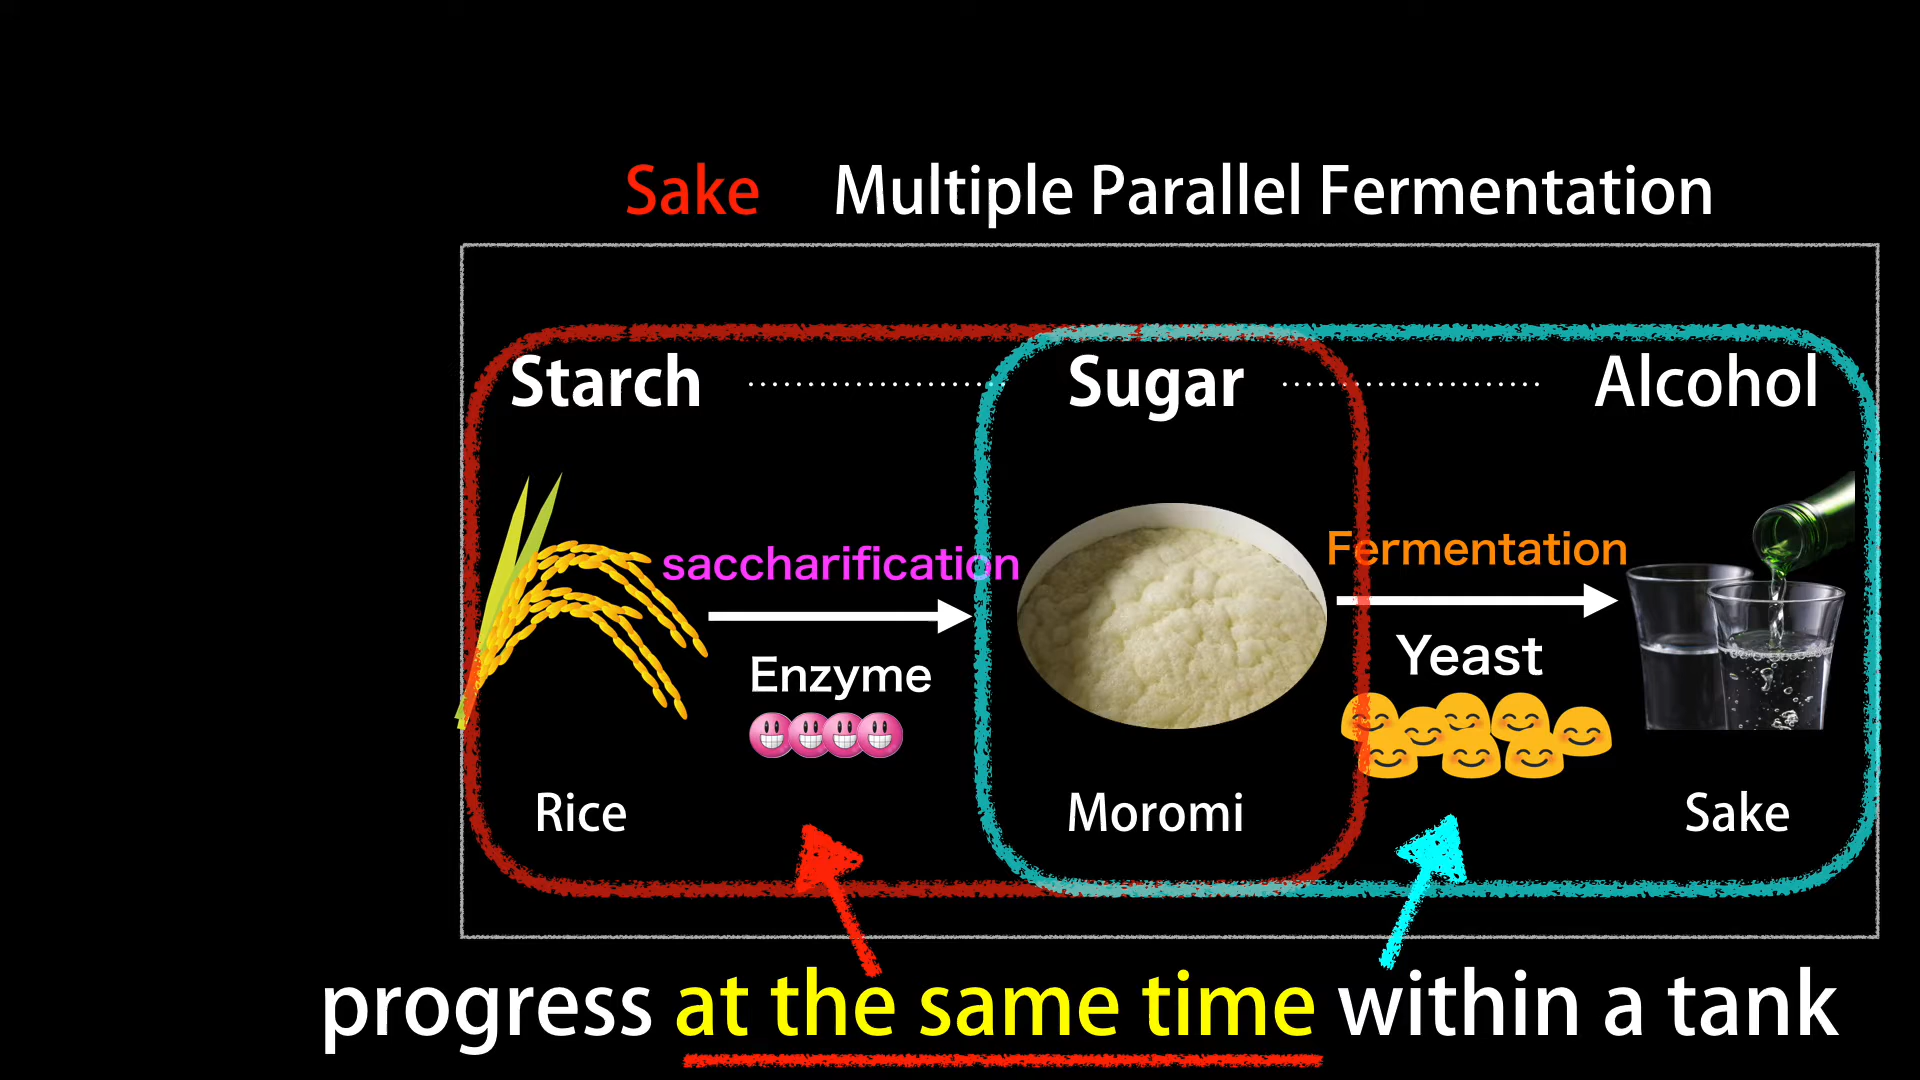 Sake Multiple Parallel Fermentation
Starch Sugar Alcohol
saccharification Fermentation
Enzyme Yeast
Rice Moromi Sake
progress at the same time within a tank